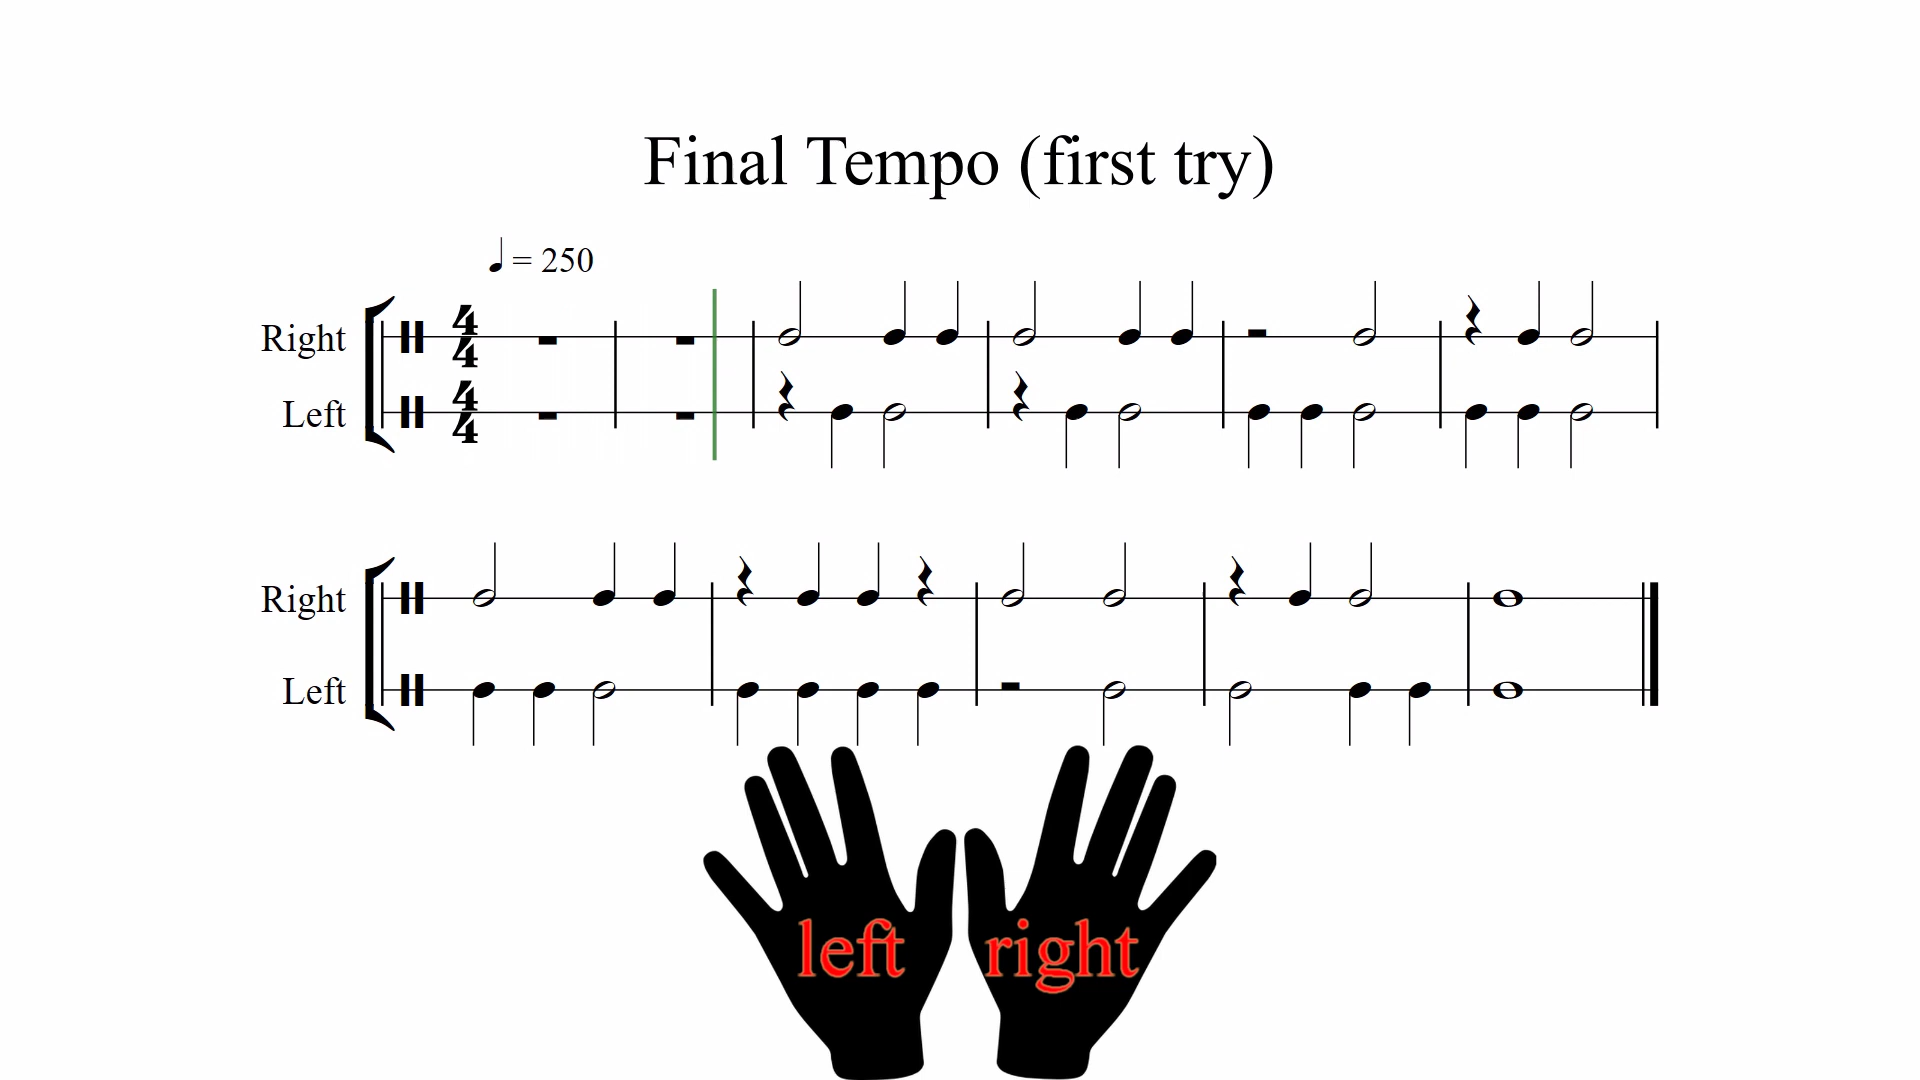 Final Tempo (first try)
= 250
Right
4
4
Left
4
4
Right
Left
left right